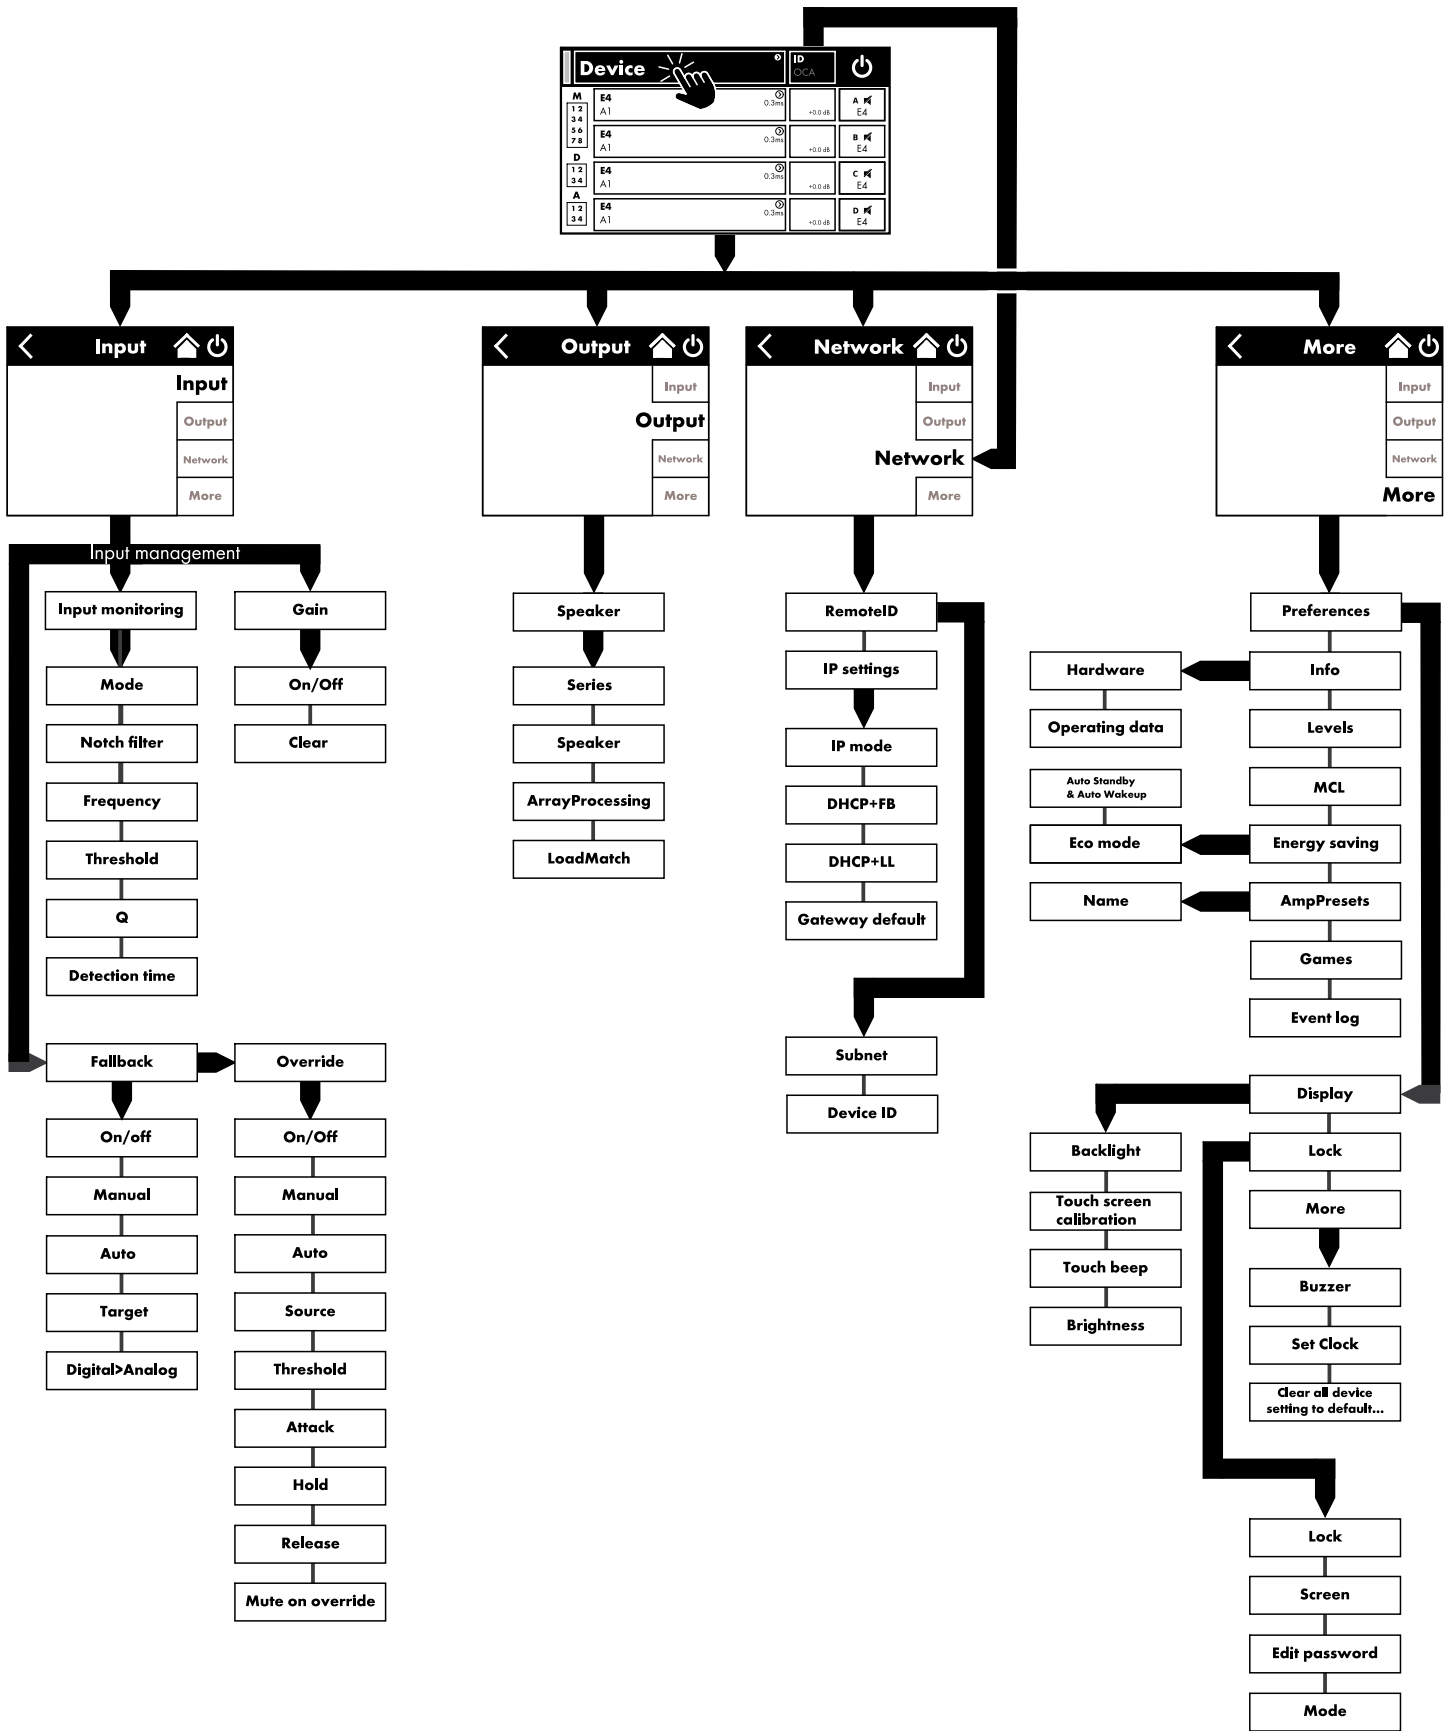 Device
ID
OCA
M
1 2
3 4
5 6
7 8
D
1 2
3 4
A
1 2
3 4
E4
A1
0.3ms
+0.0 dB
A
E4
E4
A1
0.3ms
+0.0 dB
B
E4
E4
A1
0.3ms
+0.0 dB
C
E4
E4
A1
0.3ms
+0.0 dB
D
E4
Input
Input
Output
Network
More
Output
Input
Output
Network
More
Network
Input
Output
Network
More
More
Input
Output
Network
More
Input management
Input monitoring
Mode
Notch filter
Frequency
Threshold
Q
Detection time
Gain
On/Off
Clear
Fallback
On/off
Manual
Auto
Target
Digital>Analog
Override
On/Off
Manual
Auto
Source
Threshold
Attack
Hold
Release
Mute on override
Speaker
Series
Speaker
ArrayProcessing
LoadMatch
RemoteID
IP settings
IP mode
DHCP+FB
DHCP+LL
Gateway default
Subnet
Device ID
Preferences
Info
Levels
MCL
Energy saving
AmpPresets
Games
Event log
Hardware
Operating data
Auto Standby
& Auto Wakeup
Eco mode
Name
Display
Lock
More
Buzzer
Set Clock
Clear all device
setting to default...
Backlight
Touch screen
calibration
Touch beep
Brightness
Lock
Screen
Edit password
Mode